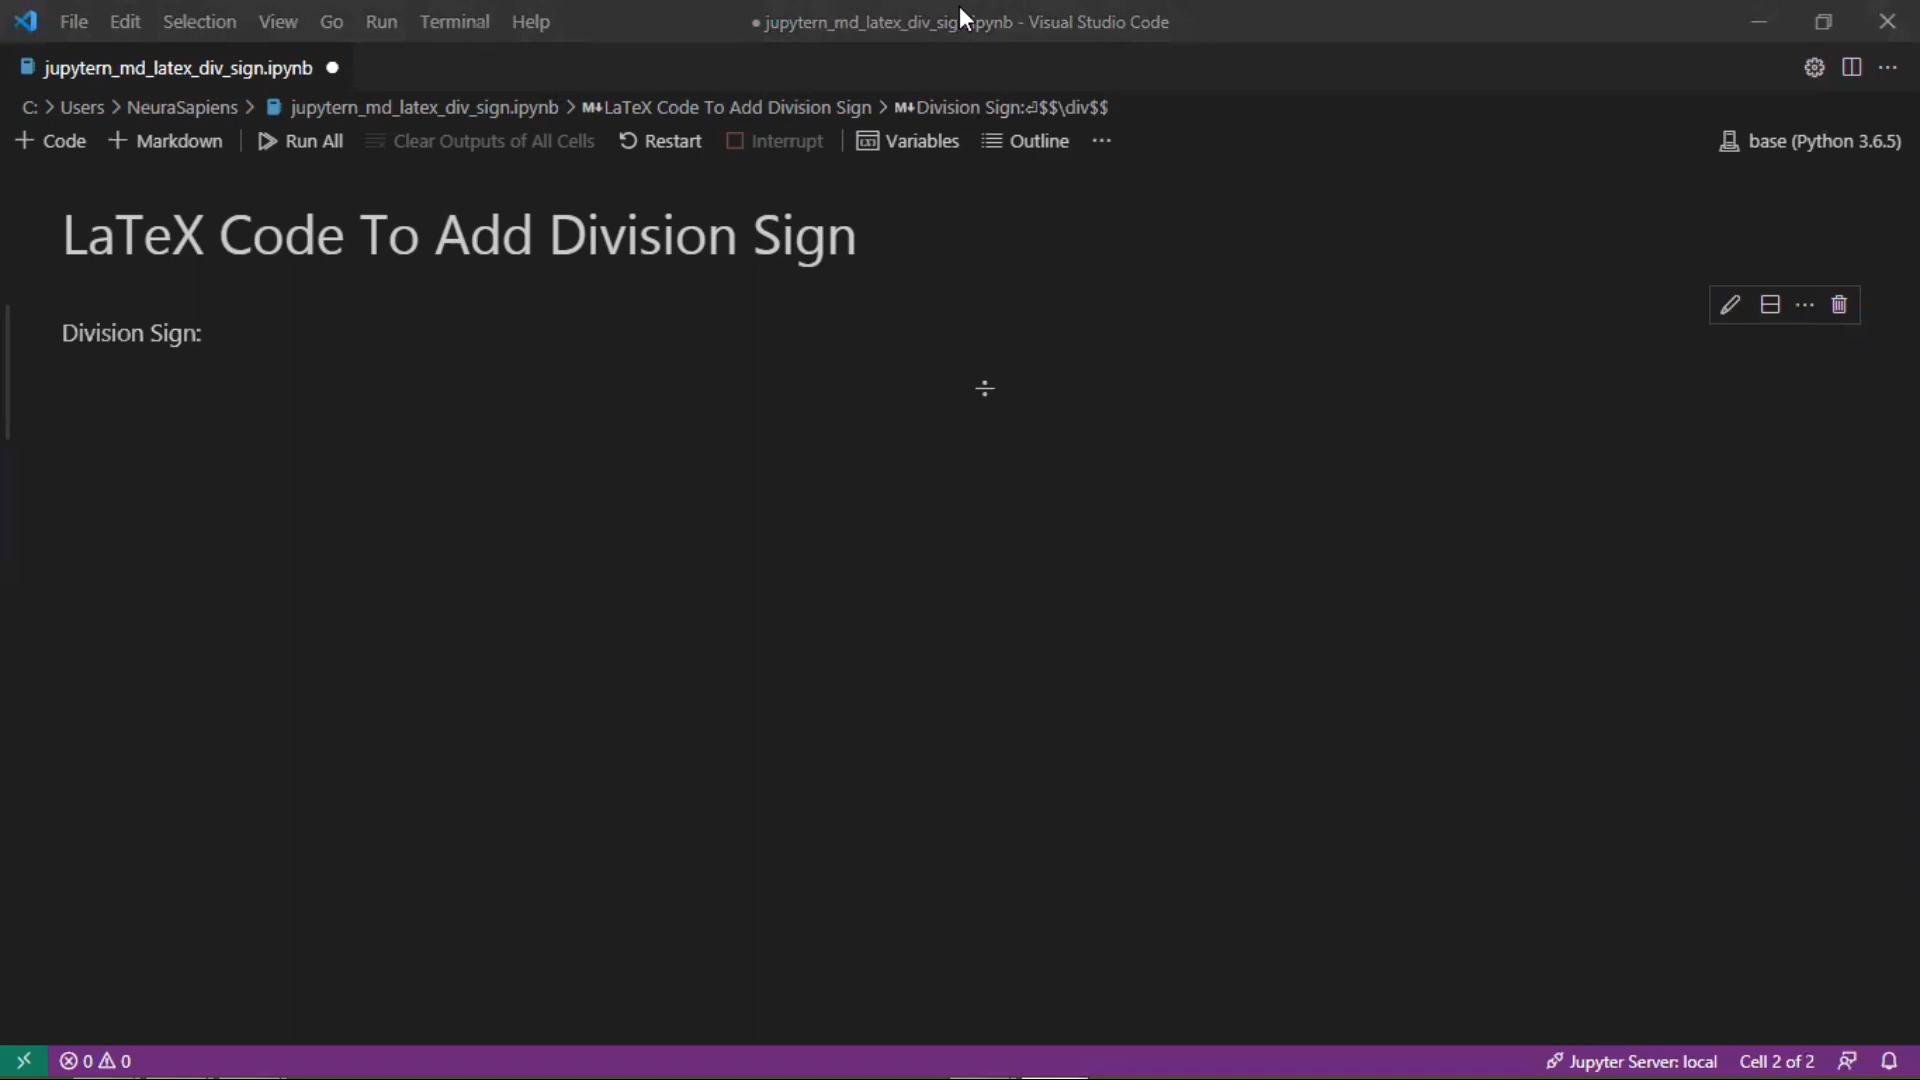 File Edit Selection View Go Run Terminal Help ● jupytern_md_latex_div_sig ipynb - Visual Studio Code
jupytern_md_latex_div_sign.ipynb ●
C: > Users > NeuraSapiens > jupytern_md_latex_div_sign.ipynb > M↓LaTeX Code To Add Division Sign > M↓Division Sign:⏎$$\div$$
+ Code + Markdown Run All Clear Outputs of All Cells Restart Interrupt Variables Outline ··· base (Python 3.6.5)
LaTeX Code To Add Division Sign
Division Sign:
÷
0 0 Jupyter Server: local Cell 2 of 2